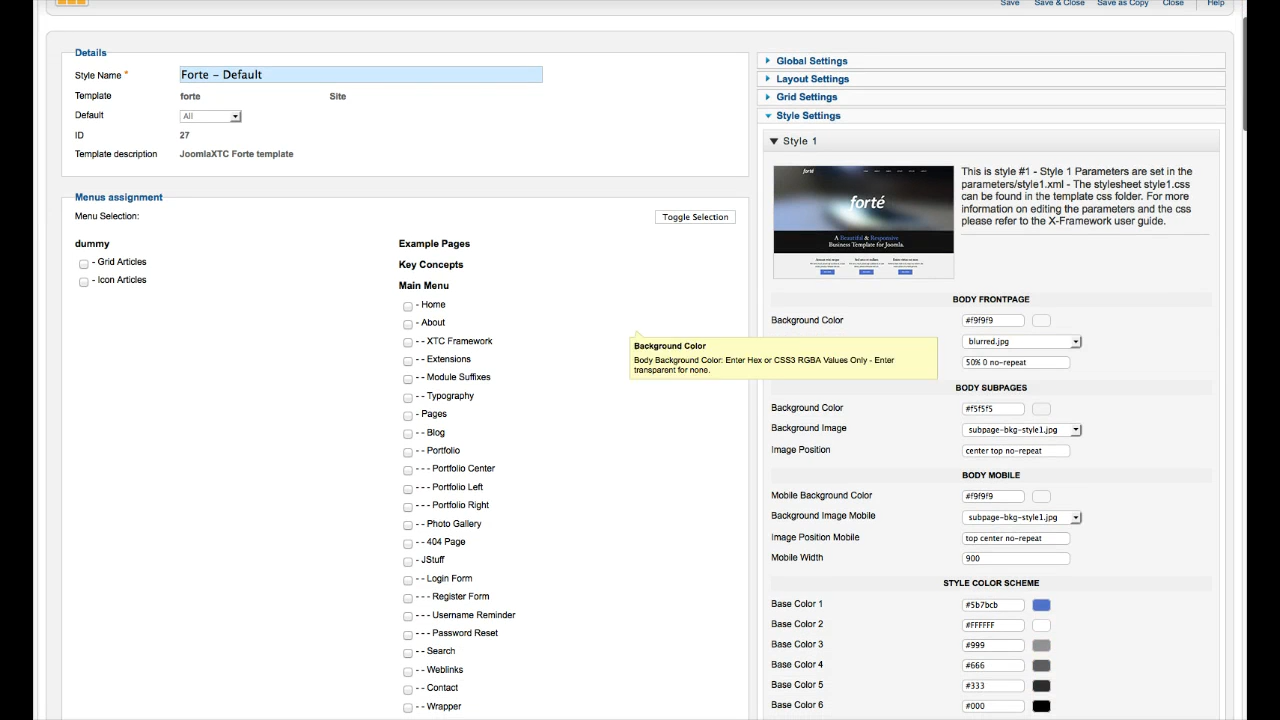 Save
Save & Close
Save as Copy
Close
Help
Details
Style Name *
Forte - Default
Template
forte
Site
Default
All
ID
27
Template description
JoomlaXTC Forte template
Menus assignment
Menu Selection:
Toggle Selection
dummy
- Grid Articles
- Icon Articles
Example Pages
Key Concepts
Main Menu
- Home
- About
- - XTC Framework
- - Extensions
- - Module Suffixes
- - Typography
- Pages
- - Blog
- - Portfolio
- - - Portfolio Center
- - - Portfolio Left
- - - Portfolio Right
- - Photo Gallery
- - 404 Page
- JStuff
- - Login Form
- - - Register Form
- - - Username Reminder
- - - Password Reset
- - Search
- - Weblinks
- - Contact
- - Wrapper
Background Color
Body Background Color: Enter Hex or CSS3 RGBA Values Only - Enter
transparent for none.
Global Settings
Layout Settings
Grid Settings
Style Settings
Style 1
forté
forté
A Beautiful & Responsive
Business Template for Joomla.
This is style #1 - Style 1 Parameters are set in the
parameters/style1.xml - The stylesheet style1.css
can be found in the template css folder. For more
information on editing the parameters and the css
please refer to the X-Framework user guide.
BODY FRONTPAGE
Background Color
#f9f9f9
blurred.jpg
50% 0 no-repeat
BODY SUBPAGES
Background Color
#f5f5f5
Background Image
subpage-bkg-style1.jpg
Image Position
center top no-repeat
BODY MOBILE
Mobile Background Color
#f9f9f9
Background Image Mobile
subpage-bkg-style1.jpg
Image Position Mobile
top center no-repeat
Mobile Width
900
STYLE COLOR SCHEME
Base Color 1
#5b7bcb
Base Color 2
#FFFFFF
Base Color 3
#999
Base Color 4
#666
Base Color 5
#333
Base Color 6
#000